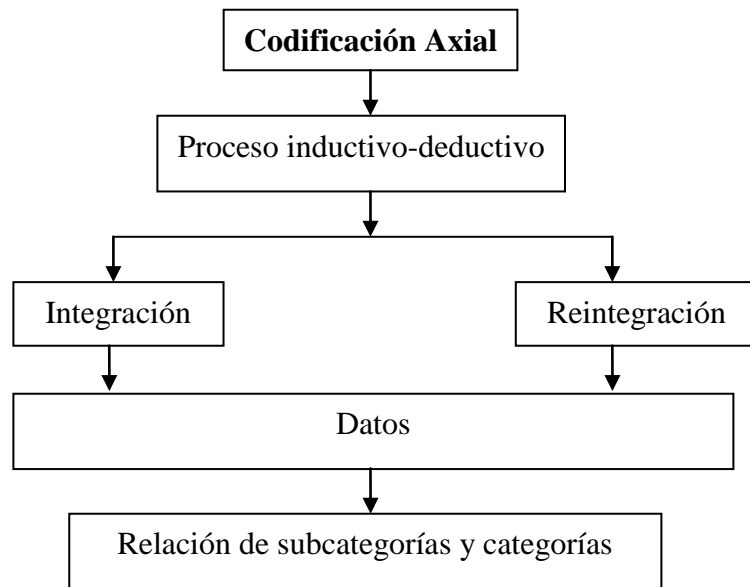 Codificación Axial
Proceso inductivo-deductivo
Integración
Reintegración
Datos
Relación de subcategorías y categorías